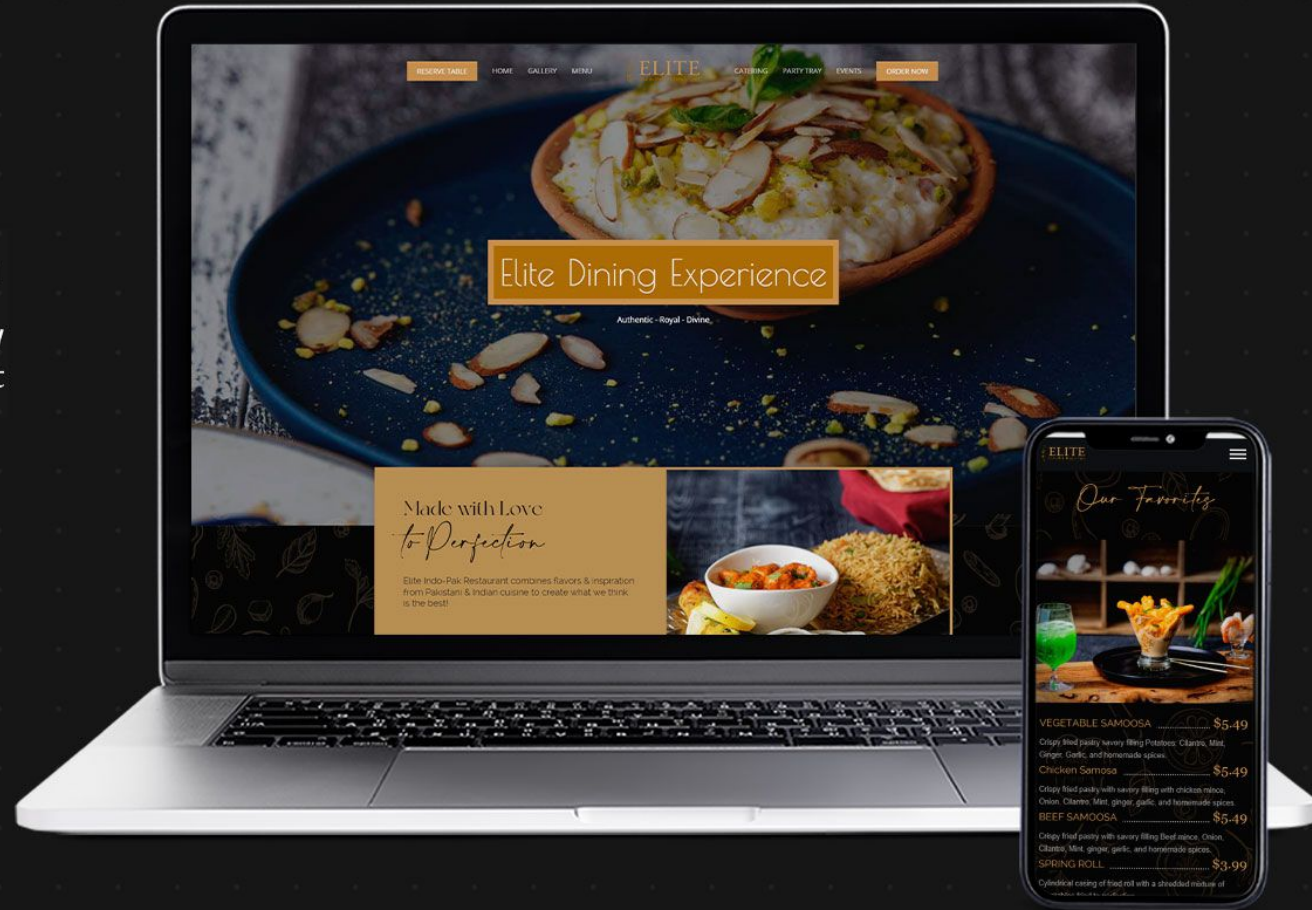 RESERVE TABLE HOME GALLERY MENU ELITE CATERING PARTY TRAY EVENTS ORDER NOW
Elite Dining Experience
Authentic - Royal - Divine
Made with Love
to Perfection
Elite Indo-Pak Restaurant combines flavors & inspiration
from Pakistani & Indian cuisine to create what we think
is the best!
ELITE
Our Favorites
VEGETABLE SAMOOSA $5.49
Crispy fried pastry savory filling Potatoes, Cilantro, Mint,
Ginger, Garlic, and homemade spices.
Chicken Samosa $5.49
Crispy fried pastry with savory filling with chicken mince,
Onion, Cilantro, Mint, ginger, garlic, and homemade spices.
BEEF SAMOOSA $5.49
Crispy fried pastry with savory filling Beef mince, Onion,
Cilantro, Mint, ginger, garlic, and homemade spices.
SPRING ROLL $3.99
Cylindrical casing of fried roll with a shredded mixture of